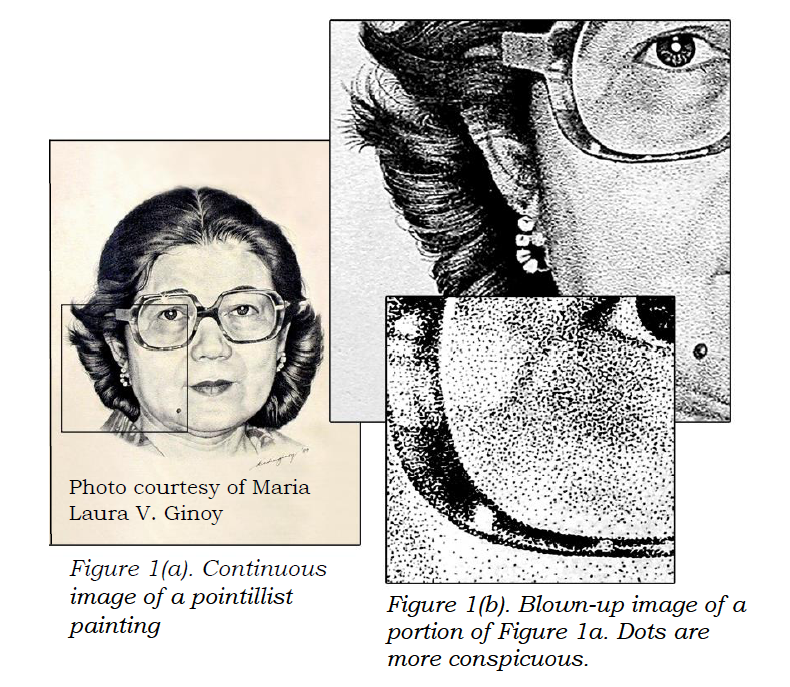 Photo courtesy of Maria
Laura V. Ginoy
Figure 1(a). Continuous
image of a pointillist
painting
Figure 1(b). Blown-up image of a
portion of Figure 1a. Dots are
more conspicuous.